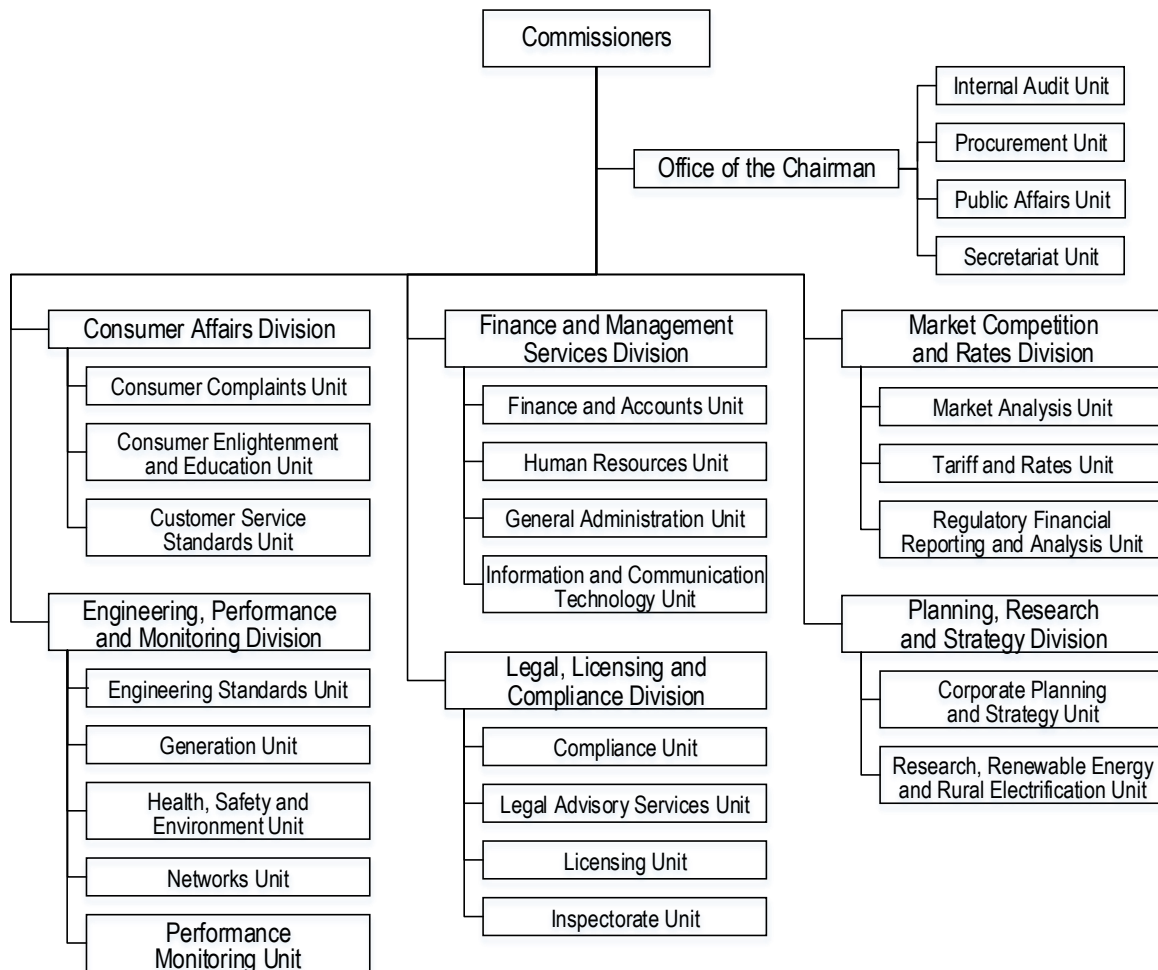 Commissioners
Internal Audit Unit
Procurement Unit
Office of the Chairman
Public Affairs Unit
Secretariat Unit
Consumer Affairs Division
Consumer Complaints Unit
Consumer Enlightenment
and Education Unit
Customer Service
Standards Unit
Engineering, Performance
and Monitoring Division
Engineering Standards Unit
Generation Unit
Health, Safety and
Environment Unit
Networks Unit
Performance
Monitoring Unit
Finance and Management
Services Division
Finance and Accounts Unit
Human Resources Unit
General Administration Unit
Information and Communication
Technology Unit
Legal, Licensing and
Compliance Division
Compliance Unit
Legal Advisory Services Unit
Licensing Unit
Inspectorate Unit
Market Competition
and Rates Division
Market Analysis Unit
Tariff and Rates Unit
Regulatory Financial
Reporting and Analysis Unit
Planning, Research
and Strategy Division
Corporate Planning
and Strategy Unit
Research, Renewable Energy
and Rural Electrification Unit